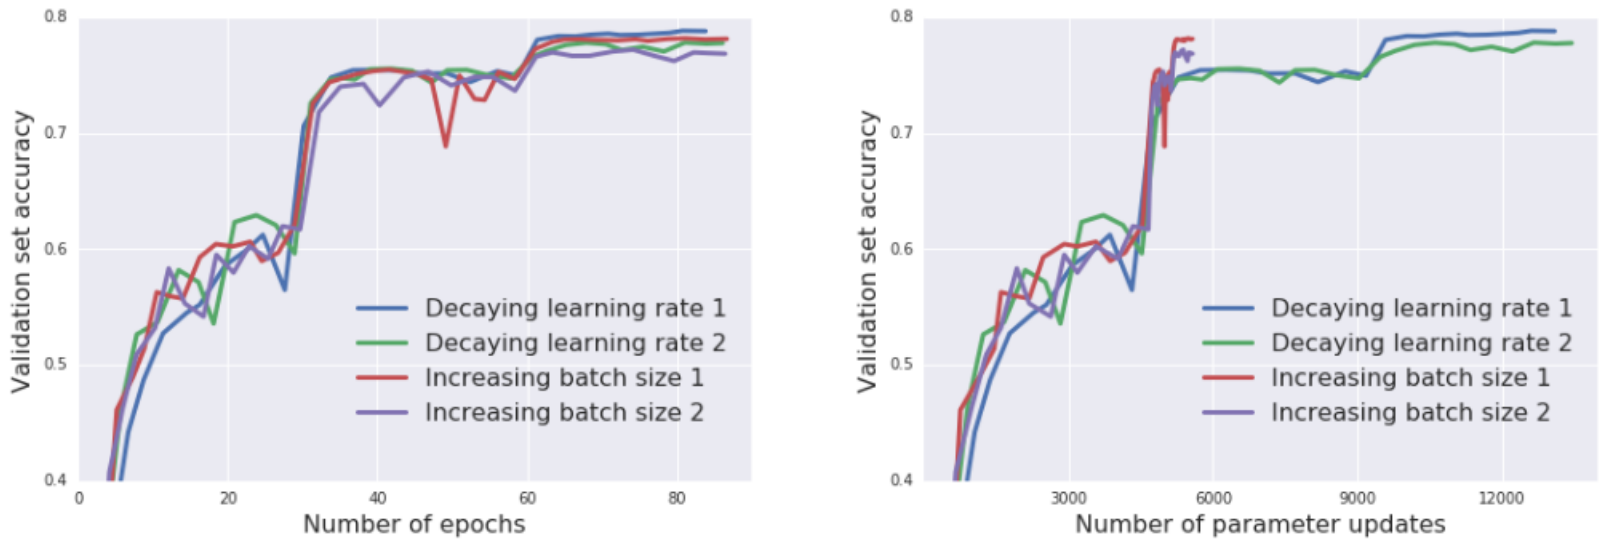 Validation set accuracy
0.8
0.7
0.6
0.5
0.4
Decaying learning rate 1
Decaying learning rate 2
Increasing batch size 1
Increasing batch size 2
0 20 40 60 80
Number of epochs
Validation set accuracy
0.8
0.7
0.6
0.5
0.4
Decaying learning rate 1
Decaying learning rate 2
Increasing batch size 1
Increasing batch size 2
3000 6000 9000 12000
Number of parameter updates